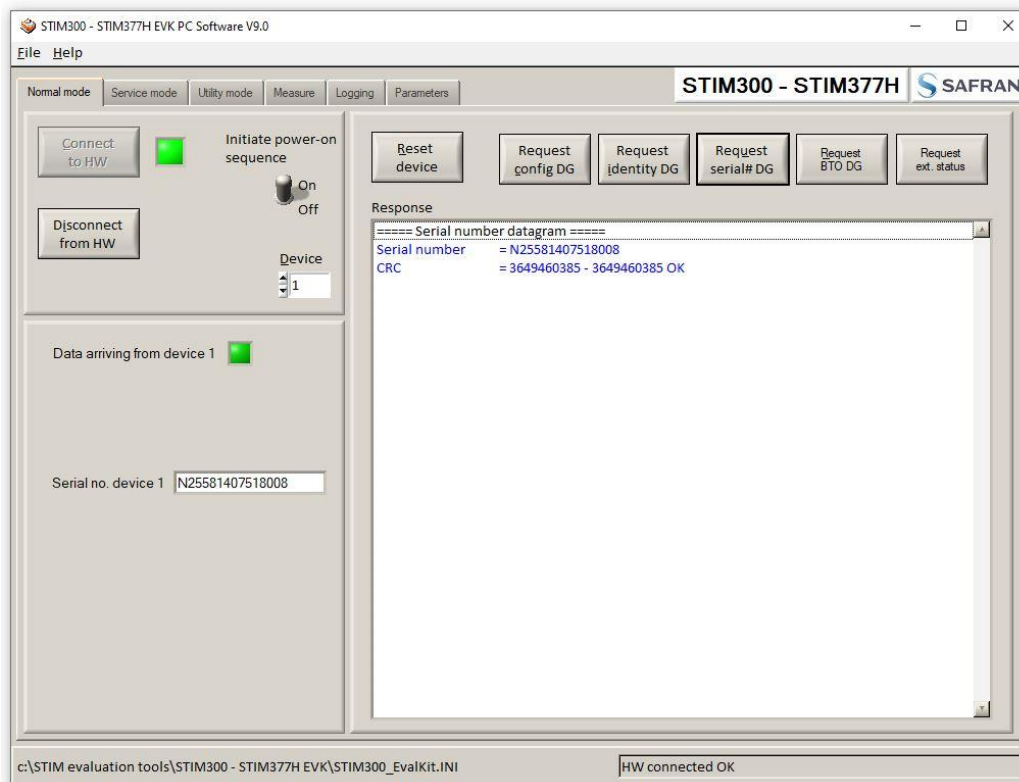 STIM300 - STIM377H EVK PC Software V9.0
File Help
Normal mode Service mode Utility mode Measure Logging Parameters
STIM300 - STIM377H SAFRAN
Connect
to HW
Initiate power-on
sequence
On
Off
Disconnect
from HW
Device
1
Reset
device
Request
config DG
Request
identity DG
Request
serial# DG
Request
BTO DG
Request
ext. status
Response
===== Serial number datagram =====
Serial number = N25581407518008
CRC = 3649460385 - 3649460385 OK
Data arriving from device 1
Serial no. device 1 N25581407518008
c:\STIM evaluation tools\STIM300 - STIM377H EVK\STIM300_EvalKit.INI
HW connected OK